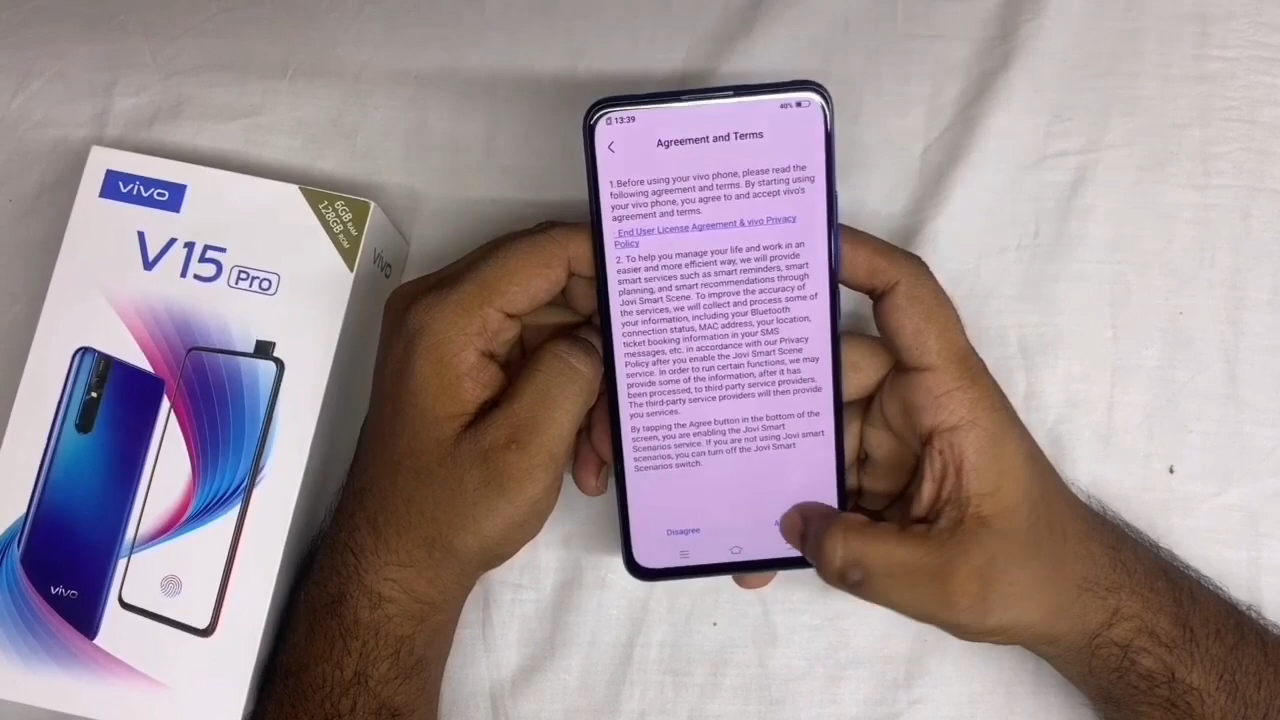 vivo
V15 Pro
6GB RAM
128GB ROM
vivo
vivo
13:39
40%
Agreement and Terms
1.Before using your vivo phone, please read the
following agreement and terms. By starting using
your vivo phone, you agree to and accept vivo's
agreement and terms.
End User License Agreement & vivo Privacy
Policy
2. To help you manage your life and work in an
easier and more efficient way, we will provide
smart services such as smart reminders, smart
planning, and smart recommendations through
Jovi Smart Scene. To improve the accuracy of
the services, we will collect and process some of
your information, including your Bluetooth
connection status, MAC address, your location,
ticket booking information in your SMS
messages, etc. in accordance with our Privacy
Policy after you enable the Jovi Smart Scene
service. In order to run certain functions, we may
provide some of the information, after it has
been processed, to third-party service providers.
The third-party service providers will then provide
you services.
By tapping the Agree button in the bottom of the
screen, you are enabling the Jovi Smart
Scenarios service. If you are not using Jovi smart
scenarios, you can turn off the Jovi Smart
Scenarios switch.
Disagree